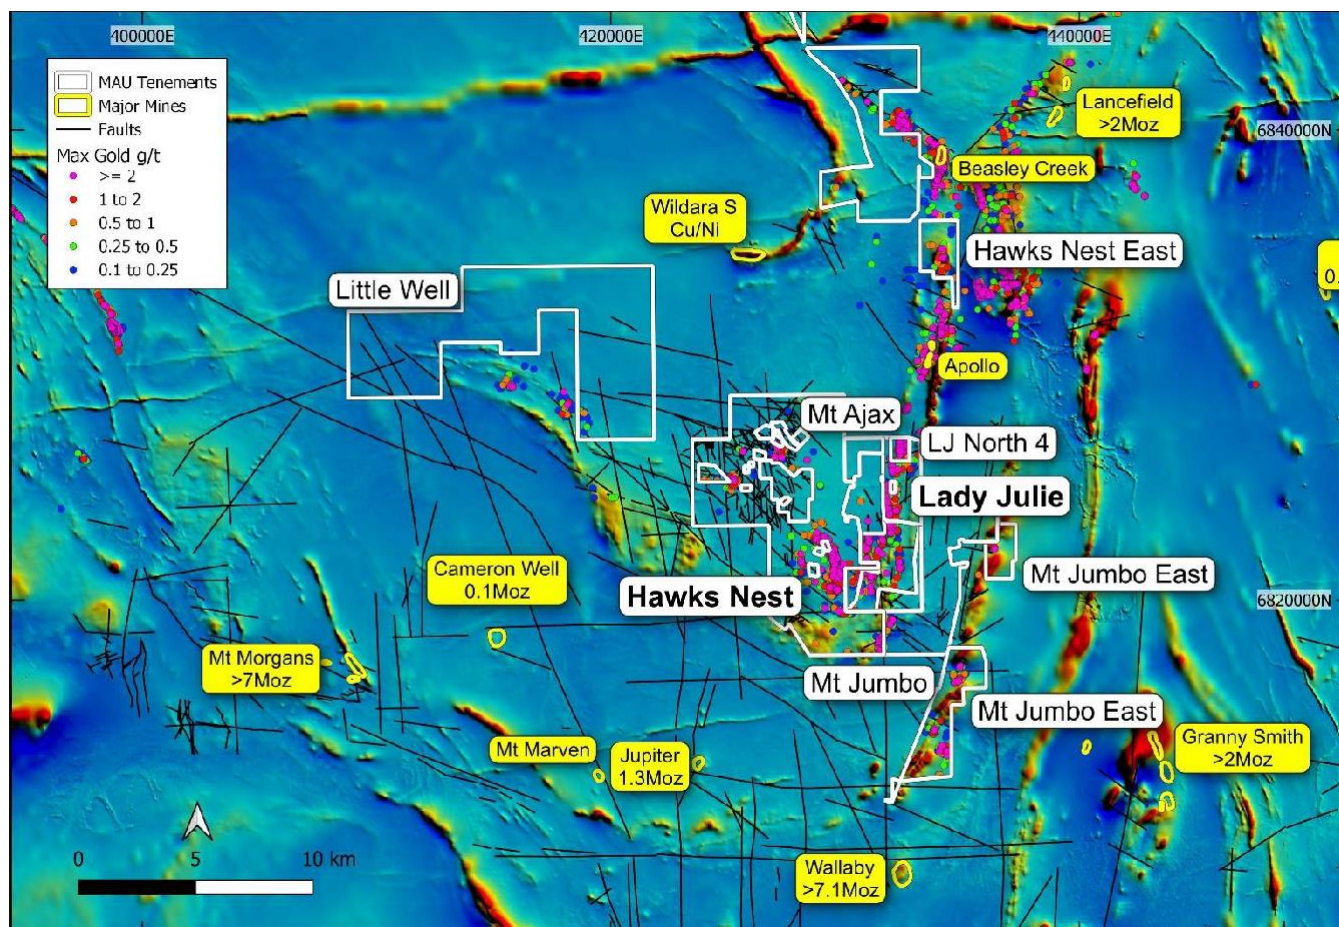 400000E
420000E
440000E
MAU Tenements
Major Mines
Faults
Max Gold g/t
>= 2
1 to 2
0.5 to 1
0.25 to 0.5
0.1 to 0.25
Lancefield
>2Moz
6840000N
Beasley Creek
Wildara S
Cu/Ni
Hawks Nest East
0.
Little Well
Apollo
Mt Ajax
LJ North 4
Lady Julie
Cameron Well
0.1Moz
Hawks Nest
Mt Jumbo East
6820000N
Mt Morgans
>7Moz
Mt Jumbo
Mt Jumbo East
Mt Marven
Jupiter
1.3Moz
Granny Smith
>2Moz
0
5
10 km
Wallaby
>7.1Moz